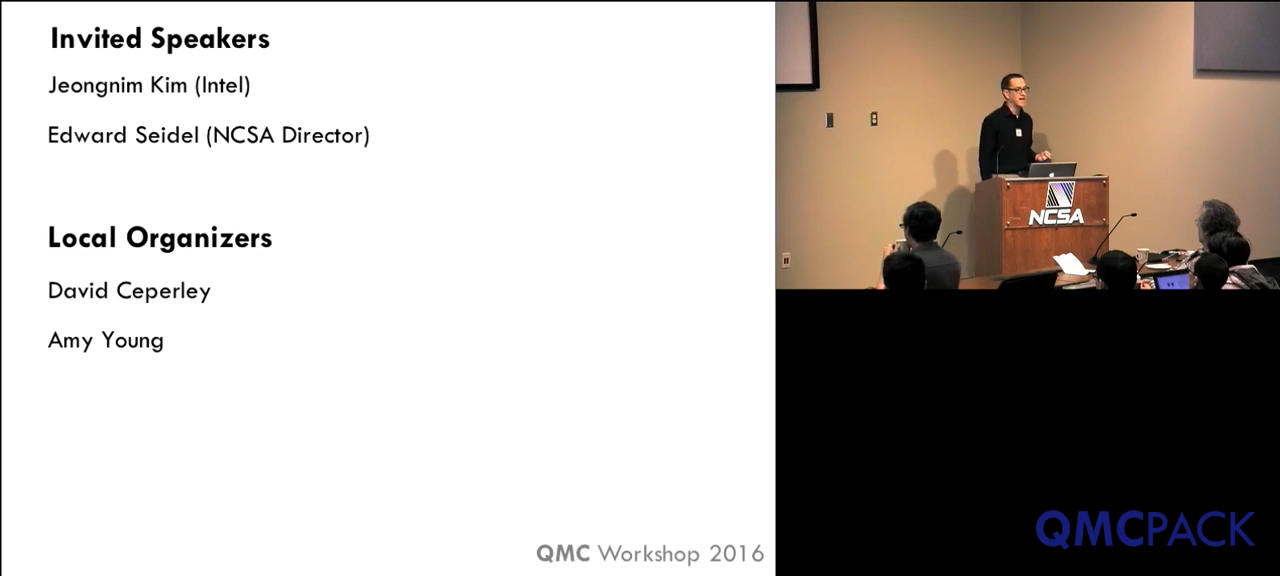 Invited Speakers
Jeongnim Kim (Intel)
Edward Seidel (NCSA Director)
Local Organizers
David Ceperley
Amy Young
QMC Workshop 2016
NCSA
QMCPACK